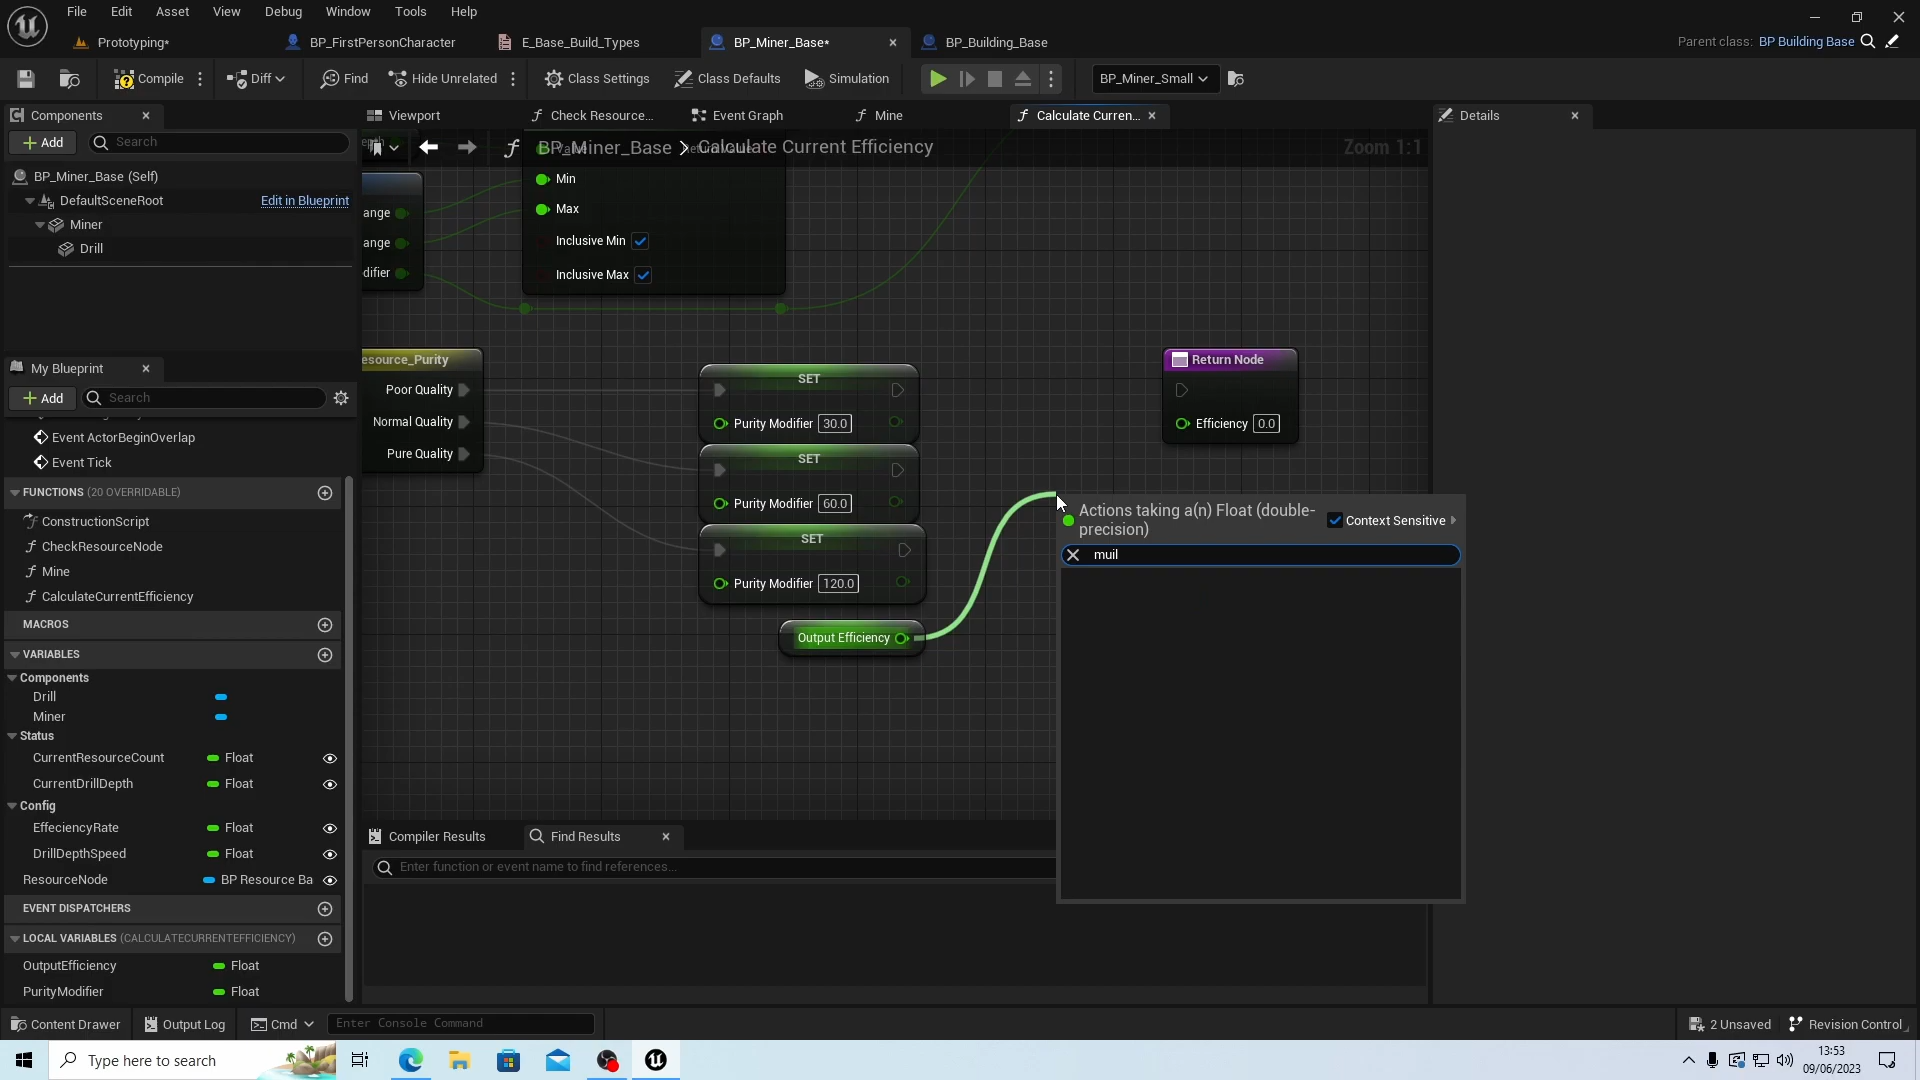 File Edit Asset View Debug Window Tools Help
Prototyping* BP_FirstPersonCharacter E_Base_Build_Types BP_Miner_Base* BP_Building_Base Parent class: BP Building Base
Compile Diff Find Hide Unrelated Class Settings Class Defaults Simulation BP_Miner_Small
Components Viewport Check Resource... Event Graph Mine Calculate Curren... Details
Add Search
BP_Miner_Base > Calculate Current Efficiency Zoom 1:1
BP_Miner_Base (Self)
DefaultSceneRoot Edit in Blueprint
Miner
Drill
Min
Max
Inclusive Min
Inclusive Max
ange
ange
difier
My Blueprint
Add Search
Event ActorBeginOverlap
Event Tick
FUNCTIONS (20 OVERRIDABLE)
ConstructionScript
CheckResourceNode
Mine
CalculateCurrentEfficiency
MACROS
VARIABLES
Components
Drill
Miner
Status
CurrentResourceCount Float
CurrentDrillDepth Float
Config
EffeciencyRate Float
DrillDepthSpeed Float
ResourceNode BP Resource Ba
EVENT DISPATCHERS
LOCAL VARIABLES (CALCULATECURRENTEFFICIENCY)
OutputEfficiency Float
PurityModifier Float
esource_Purity
Poor Quality
Normal Quality
Pure Quality
SET
Purity Modifier 30.0
SET
Purity Modifier 60.0
SET
Purity Modifier 120.0
Output Efficiency
Return Node
Efficiency 0.0
Actions taking a(n) Float (double-
precision)
Context Sensitive
muil
Compiler Results Find Results
Enter function or event name to find references...
Content Drawer Output Log Cmd Enter Console Command 2 Unsaved Revision Control
Type here to search
13:53
09/06/2023